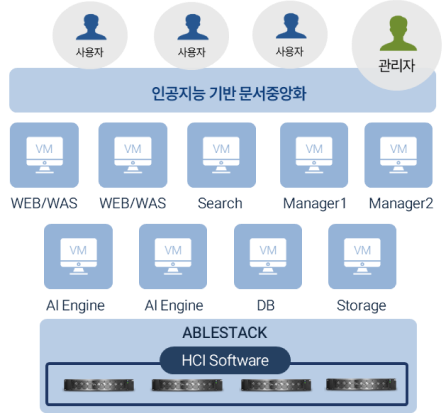 사용자 사용자 사용자 관리자
인공지능 기반 문서중앙화
VM VM VM VM VM
WEB/WAS WEB/WAS Search Manager1 Manager2
VM VM VM VM
AI Engine AI Engine DB Storage
ABLESTACK
HCI Software